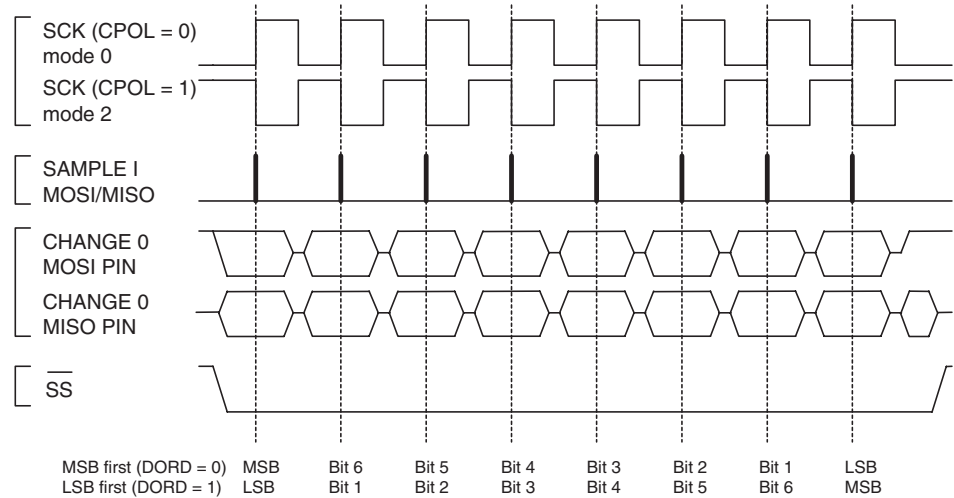 SCK (CPOL = 0)
mode 0
SCK (CPOL = 1)
mode 2
SAMPLE I
MOSI/MISO
CHANGE 0
MOSI PIN
CHANGE 0
MISO PIN
SS
MSB first (DORD = 0) MSB Bit 6 Bit 5 Bit 4 Bit 3 Bit 2 Bit 1 LSB
LSB first (DORD = 1) LSB Bit 1 Bit 2 Bit 3 Bit 4 Bit 5 Bit 6 MSB